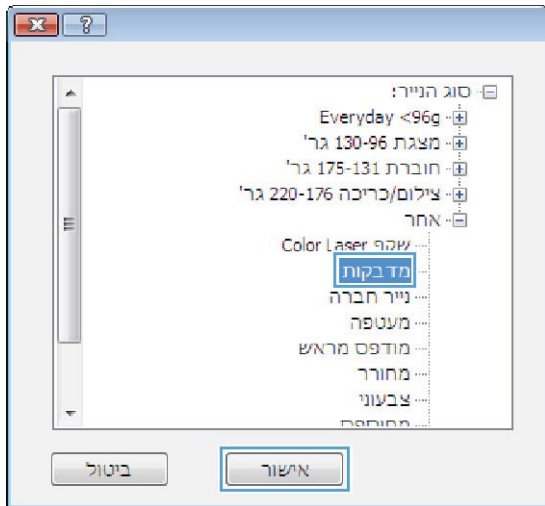 סוג הנייר:
Everyday <96g
מצגת 130-96 גר'
חוברת 175-131 גר'
צילום/כריכה 220-176 גר'
אחר
שקף Color Laser
מדבקות
נייר חברה
מעטפה
מודפס מראש
מחורר
צבעוני
אישור
ביטול